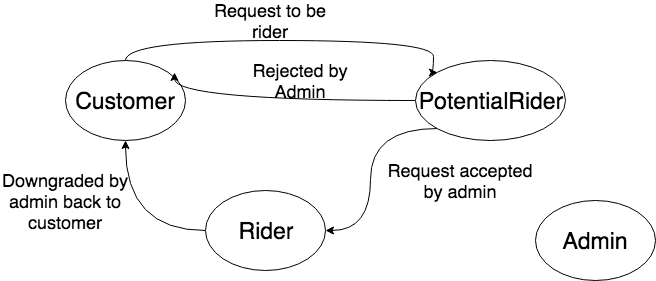 Request to be
rider
Rejected by
Admin
Customer
PotentialRider
Request accepted
by admin
Downgraded by
admin back to
customer
Rider
Admin